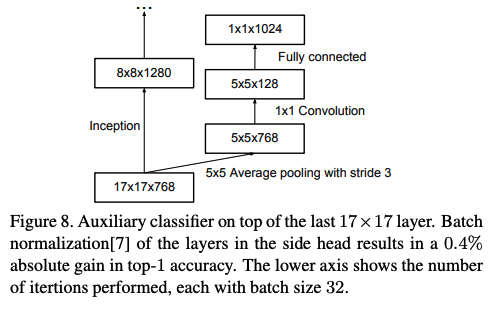 ...
1x1x1024
Fully connected
8x8x1280
5x5x128
1x1 Convolution
Inception
5x5x768
5x5 Average pooling with stride 3
17x17x768
Figure 8. Auxiliary classifier on top of the last 17×17 layer. Batch
normalization[7] of the layers in the side head results in a 0.4%
absolute gain in top-1 accuracy. The lower axis shows the number
of itertions performed, each with batch size 32.